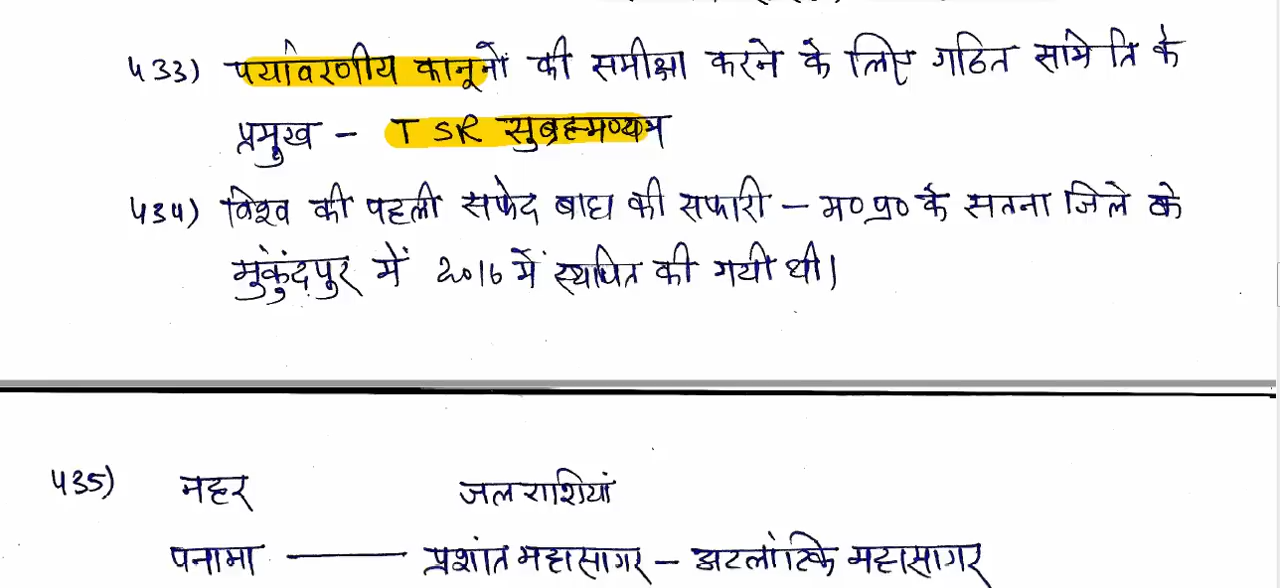 433) पर्यावरणीय कानूनों की समीक्षा करने के लिए गठित समिति के
प्रमुख – TSR सुब्रह्मण्यम
434) विश्व की पहली सफेद बाघ की सफारी – म०प्र० के सतना जिले के
मुकुंदपुर में 2016 में स्थापित की गयी थी।
435) नहर जलराशियां
पनामा —— प्रशांत महासागर – अटलांटिक महासागर